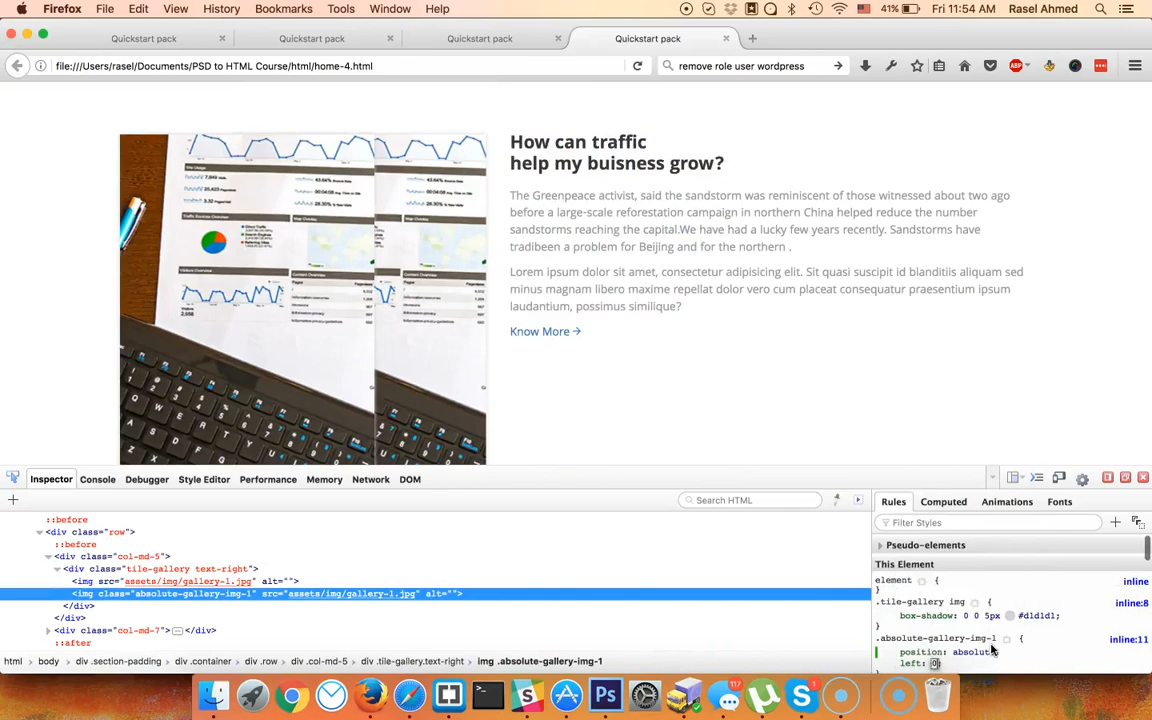 Firefox File Edit View History Bookmarks Tools Window Help 41% Fri 11:54 AM Rasel Ahmed
Quickstart pack Quickstart pack Quickstart pack Quickstart pack
file:///Users/rasel/Documents/PSD to HTML Course/html/home-4.html remove role user wordpress ABP
How can traffic
help my buisness grow?
The Greenpeace activist, said the sandstorm was reminiscent of those witnessed about two ago
before a large-scale reforestation campaign in northern China helped reduce the number
sandstorms reaching the capital.We have had a lucky few years recently. Sandstorms have
tradibeen a problem for Beijing and for the northern .
Lorem ipsum dolor sit amet, consectetur adipisicing elit. Sit quasi suscipit id blanditiis aliquam sed
minus magnam libero maxime repellat dolor vero cum placeat consequatur praesentium ipsum
laudantium, possimus similique?
Know More →
Inspector Console Debugger Style Editor Performance Memory Network DOM
Search HTML
Rules Computed Animations Fonts
Filter Styles
::before
<div class="row">
::before
<div class="col-md-5">
<div class="tile-gallery text-right">
<img src="assets/img/gallery-1.jpg" alt="">
<img class="absolute-gallery-img-1" src="assets/img/gallery-1.jpg" alt="">
</div>
</div>
<div class="col-md-7"> </div>
::after
Pseudo-elements
This Element
element { inline
}
.tile-gallery img { inline:8
box-shadow: 0 0 5px #d1d1d1;
}
.absolute-gallery-img-1 { inline:11
position: absolut
left: 0
html body div.section-padding div.container div.row div.col-md-5 div.tile-gallery.text-right img.absolute-gallery-img-1
117
1